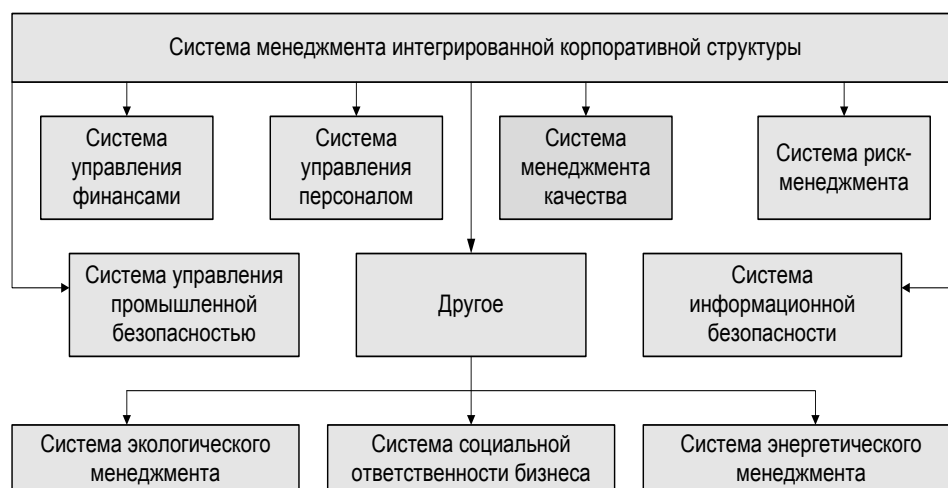 Система менеджмента интегрированной корпоративной структуры
Система
управления
финансами
Система
управления
персоналом
Система
менеджмента
качества
Система риск-
менеджмента
Система управления
промышленной
безопасностью
Другое
Система
информационной
безопасности
Система экологического
менеджмента
Система социальной
ответственности бизнеса
Система энергетического
менеджмента